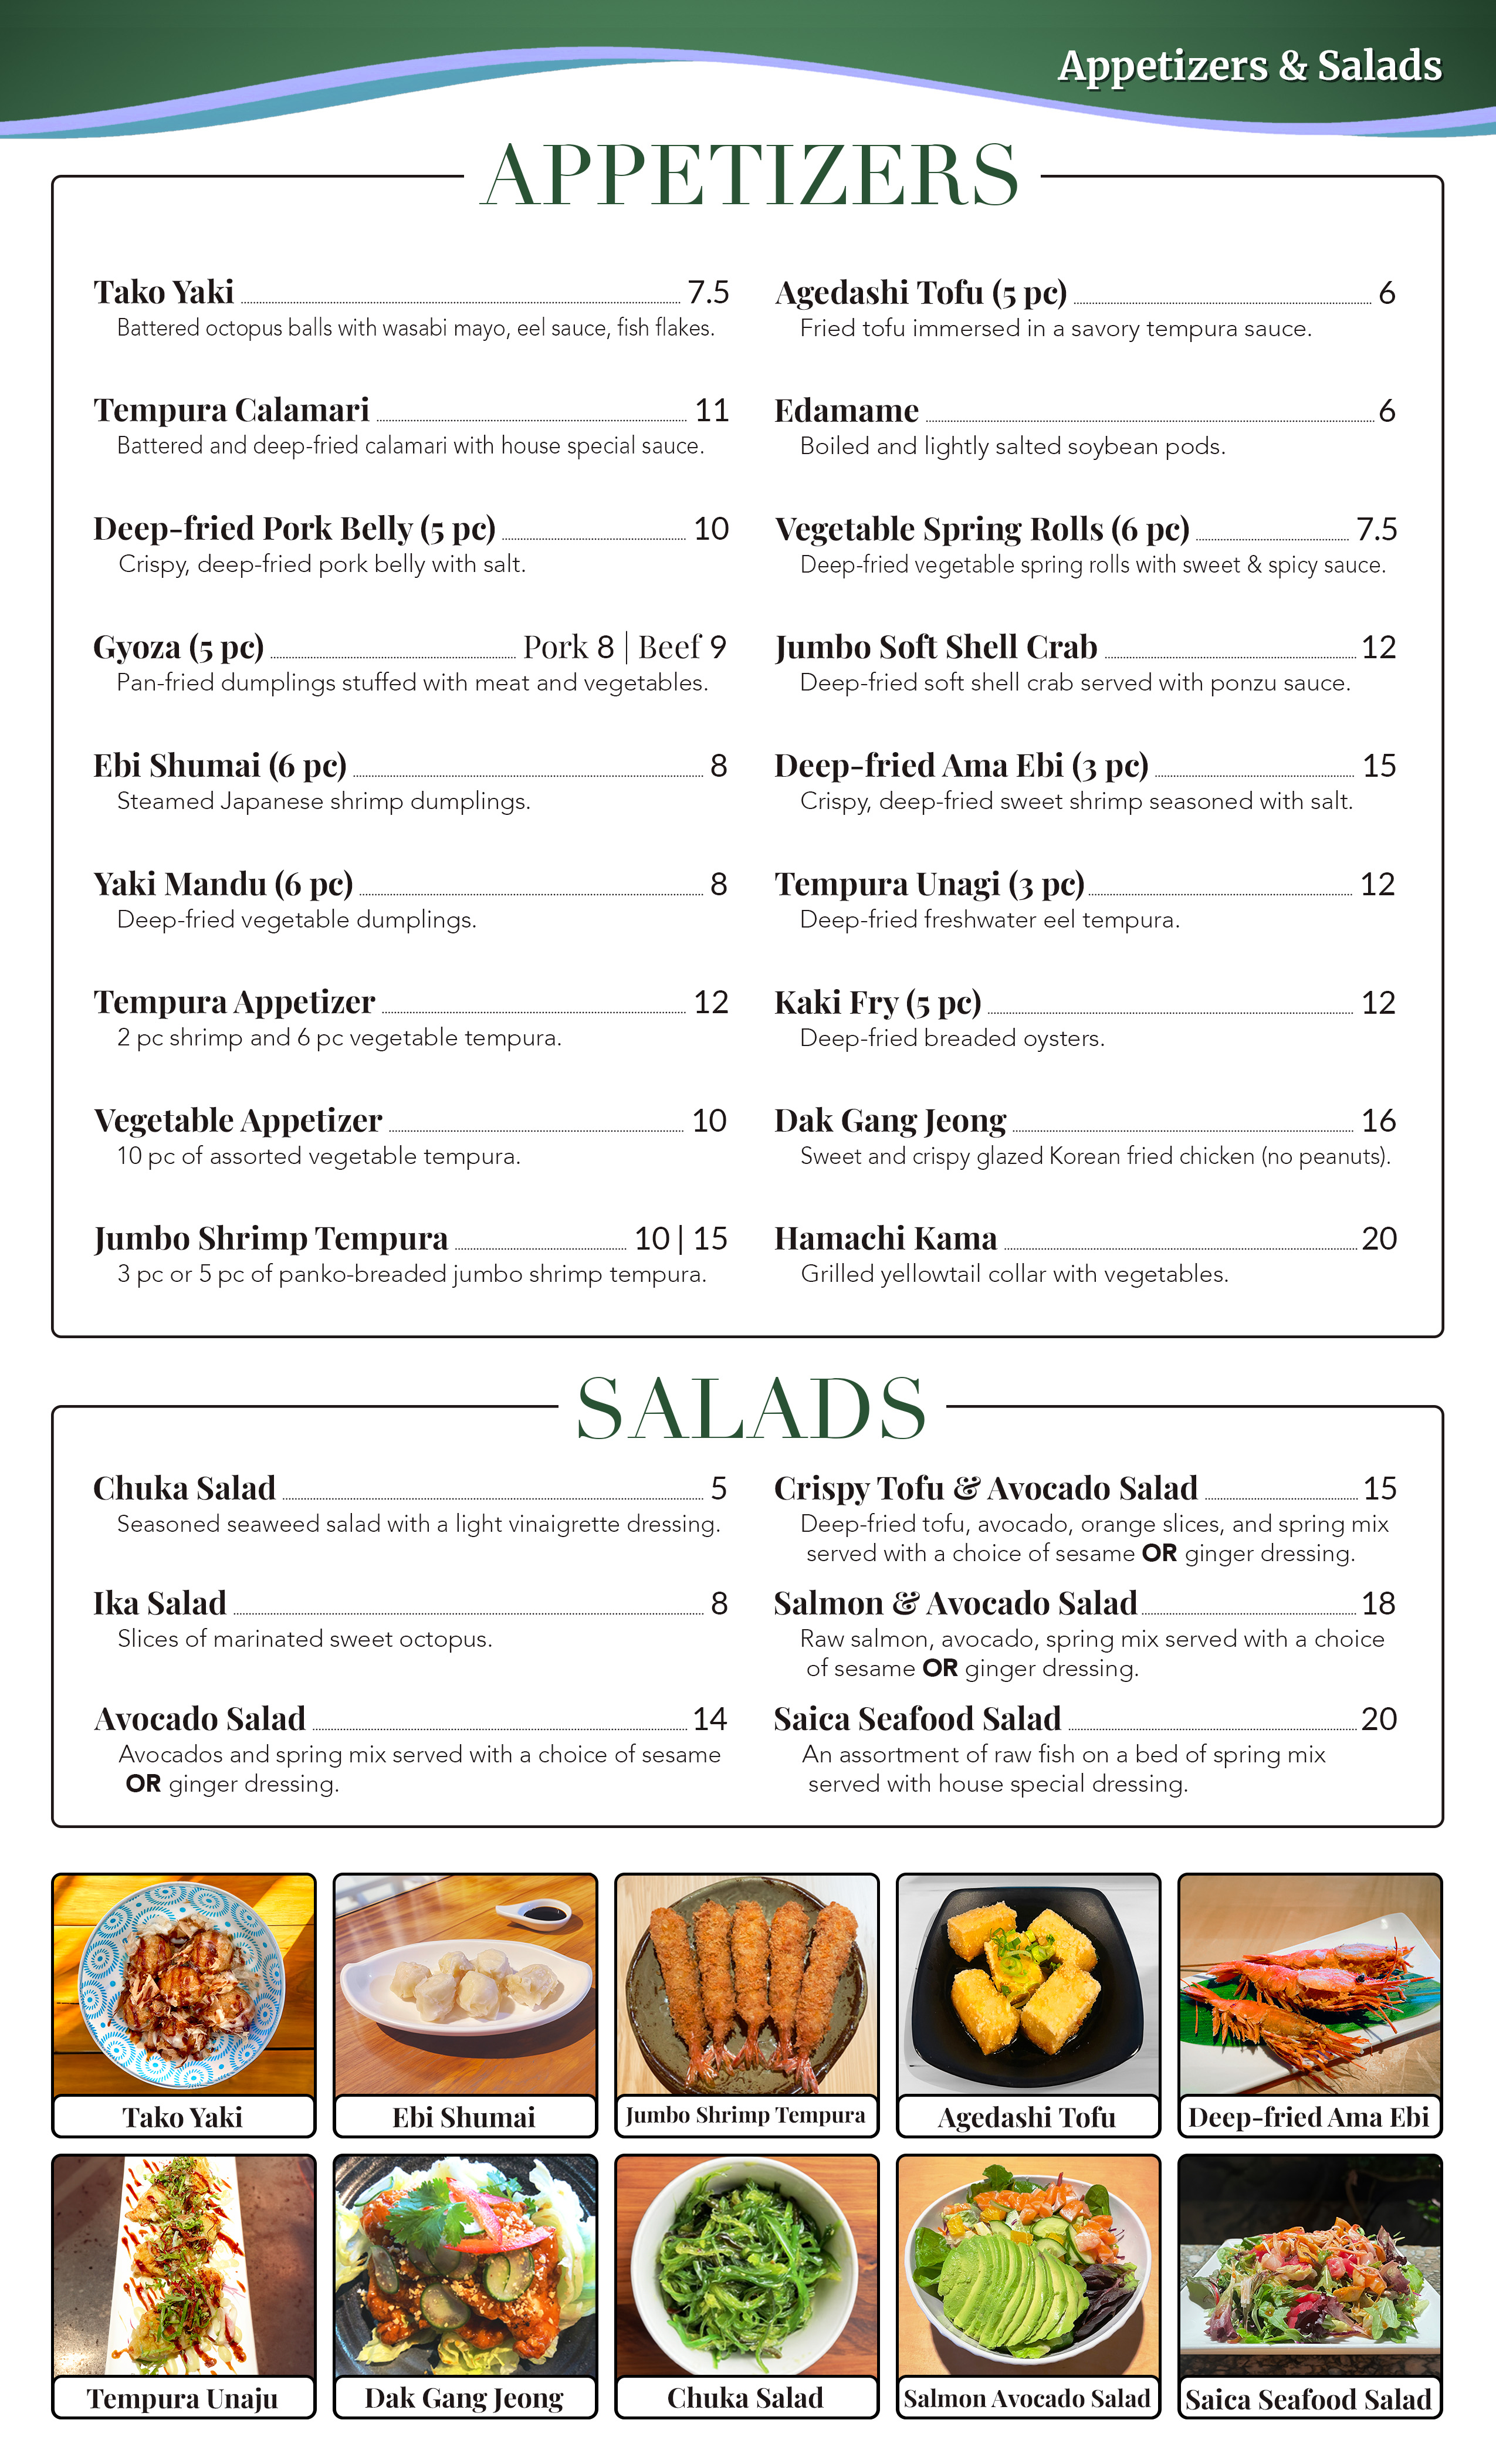 Appetizers & Salads
APPETIZERS
Tako Yaki 7.5
Battered octopus balls with wasabi mayo, eel sauce, fish flakes.
Tempura Calamari 11
Battered and deep-fried calamari with house special sauce.
Deep-fried Pork Belly (5 pc) 10
Crispy, deep-fried pork belly with salt.
Gyoza (5 pc) Pork 8 | Beef 9
Pan-fried dumplings stuffed with meat and vegetables.
Ebi Shumai (6 pc) 8
Steamed Japanese shrimp dumplings.
Yaki Mandu (6 pc) 8
Deep-fried vegetable dumplings.
Tempura Appetizer 12
2 pc shrimp and 6 pc vegetable tempura.
Vegetable Appetizer 10
10 pc of assorted vegetable tempura.
Jumbo Shrimp Tempura 10 | 15
3 pc or 5 pc of panko-breaded jumbo shrimp tempura.
Agedashi Tofu (5 pc) 6
Fried tofu immersed in a savory tempura sauce.
Edamame 6
Boiled and lightly salted soybean pods.
Vegetable Spring Rolls (6 pc) 7.5
Deep-fried vegetable spring rolls with sweet & spicy sauce.
Jumbo Soft Shell Crab 12
Deep-fried soft shell crab served with ponzu sauce.
Deep-fried Ama Ebi (3 pc) 15
Crispy, deep-fried sweet shrimp seasoned with salt.
Tempura Unagi (3 pc) 12
Deep-fried freshwater eel tempura.
Kaki Fry (5 pc) 12
Deep-fried breaded oysters.
Dak Gang Jeong 16
Sweet and crispy glazed Korean fried chicken (no peanuts).
Hamachi Kama 20
Grilled yellowtail collar with vegetables.
SALADS
Chuka Salad 5
Seasoned seaweed salad with a light vinaigrette dressing.
Ika Salad 8
Slices of marinated sweet octopus.
Avocado Salad 14
Avocados and spring mix served with a choice of sesame
OR ginger dressing.
Crispy Tofu & Avocado Salad 15
Deep-fried tofu, avocado, orange slices, and spring mix
served with a choice of sesame OR ginger dressing.
Salmon & Avocado Salad 18
Raw salmon, avocado, spring mix served with a choice
of sesame OR ginger dressing.
Saica Seafood Salad 20
An assortment of raw fish on a bed of spring mix
served with house special dressing.
Tako Yaki
Ebi Shumai
Jumbo Shrimp Tempura
Agedashi Tofu
Deep-fried Ama Ebi
Tempura Unaju
Dak Gang Jeong
Chuka Salad
Salmon Avocado Salad
Saica Seafood Salad